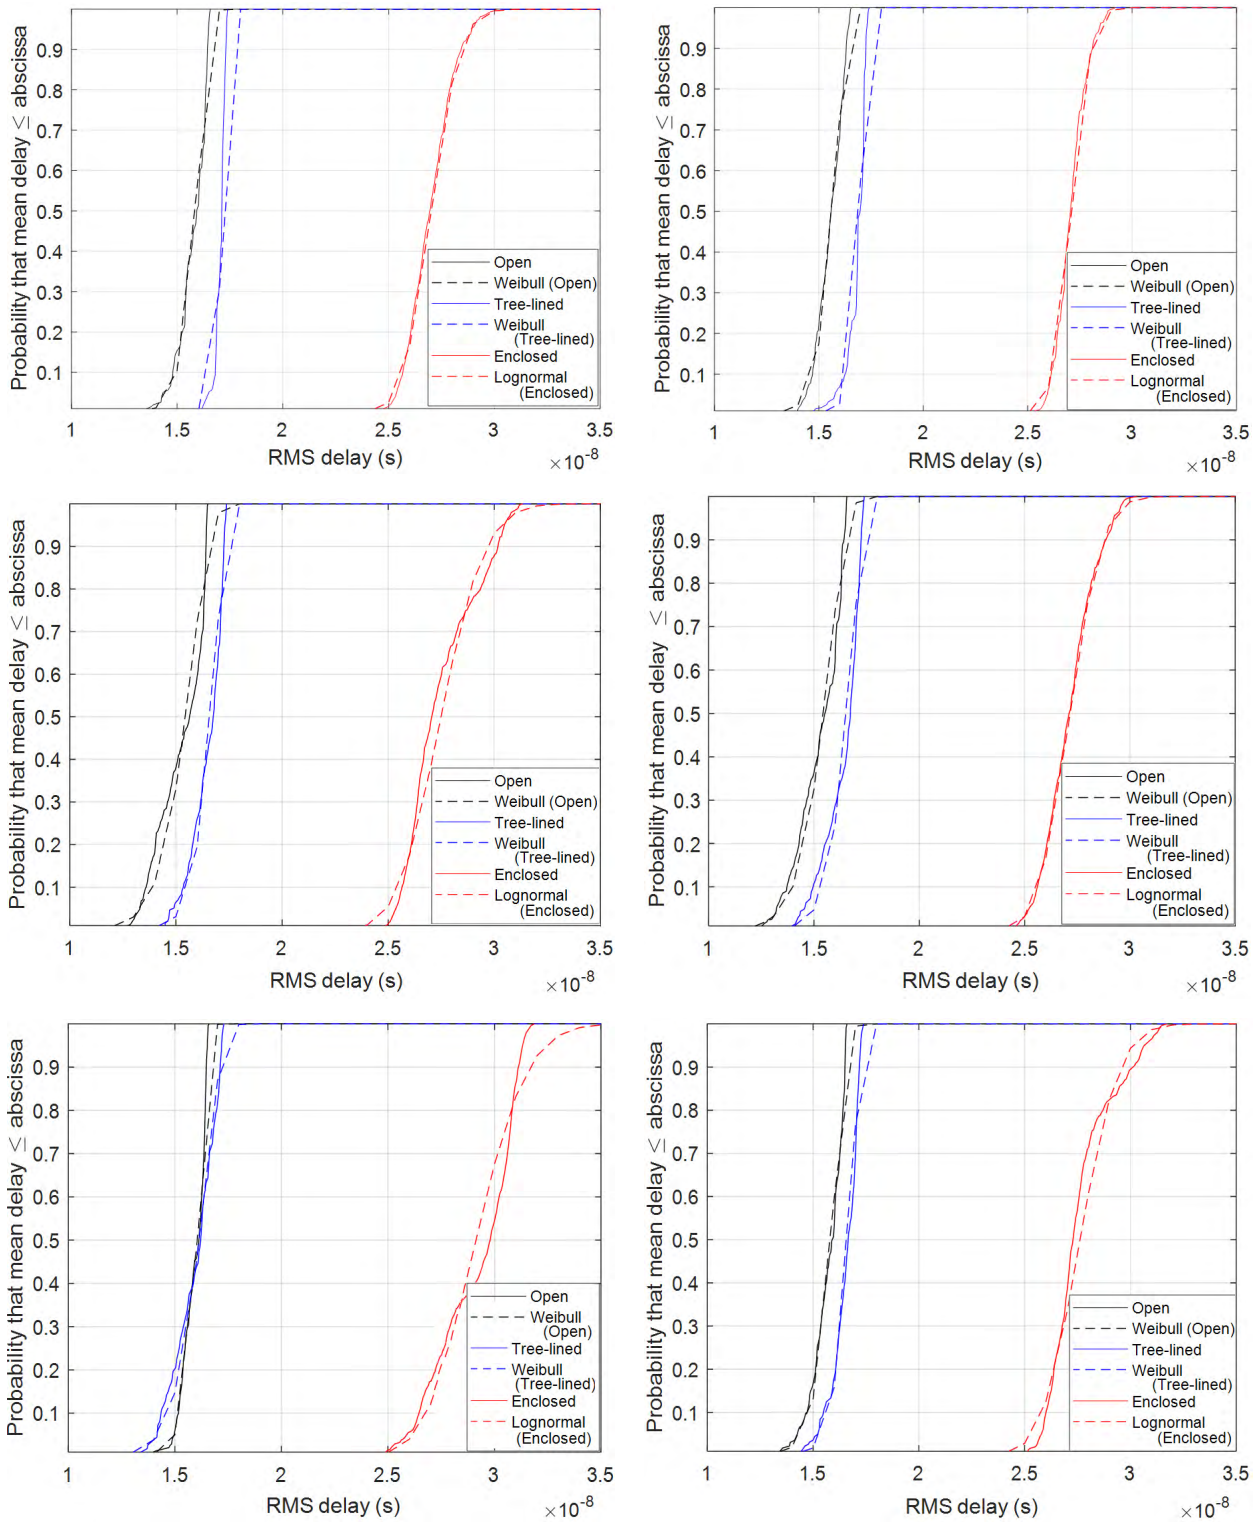 Probability that mean delay ≤ abscissa
0.9
0.8
0.7
0.6
0.5
0.4
0.3
0.2
0.1
Open
Weibull (Open)
Tree-lined
Weibull
(Tree-lined)
Enclosed
Lognormal
(Enclosed)
1 1.5 2 2.5 3 3.5
RMS delay (s)
×10-8
Probability that mean delay ≤ abscissa
0.9
0.8
0.7
0.6
0.5
0.4
0.3
0.2
0.1
Open
Weibull (Open)
Tree-lined
Weibull
(Tree-lined)
Enclosed
Lognormal
(Enclosed)
1 1.5 2 2.5 3 3.5
RMS delay (s)
×10-8
Probability that mean delay ≤ abscissa
0.9
0.8
0.7
0.6
0.5
0.4
0.3
0.2
0.1
Open
Weibull (Open)
Tree-lined
Weibull
(Tree-lined)
Enclosed
Lognormal
(Enclosed)
1 1.5 2 2.5 3 3.5
RMS delay (s)
×10-8
Probability that mean delay ≤ abscissa
0.9
0.8
0.7
0.6
0.5
0.4
0.3
0.2
0.1
Open
Weibull (Open)
Tree-lined
Weibull
(Tree-lined)
Enclosed
Lognormal
(Enclosed)
1 1.5 2 2.5 3 3.5
RMS delay (s)
×10-8
Probability that mean delay ≤ abscissa
0.9
0.8
0.7
0.6
0.5
0.4
0.3
0.2
0.1
Open
Weibull
(Open)
Tree-lined
Weibull
(Tree-lined)
Enclosed
Lognormal
(Enclosed)
1 1.5 2 2.5 3 3.5
RMS delay (s)
×10-8
Probability that mean delay ≤ abscissa
0.9
0.8
0.7
0.6
0.5
0.4
0.3
0.2
0.1
Open
Weibull (Open)
Tree-lined
Weibull
(Tree-lined)
Enclosed
Lognormal
(Enclosed)
1 1.5 2 2.5 3 3.5
RMS delay (s)
×10-8